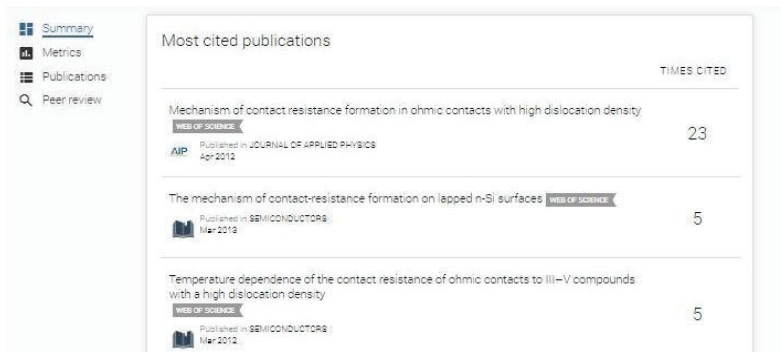 Summary
Metrics
Publications
Peer review
Most cited publications
TIMES CITED
Mechanism of contact resistance formation in ohmic contacts with high dislocation density
WEB OF SCIENCE
23
AIP
Published in JOURNAL OF APPLIED PHYSICS
Apr 2012
The mechanism of contact-resistance formation on lapped n-Si surfaces WEB OF SCIENCE
5
Published in SEMICONDUCTORS
Mar 2013
Temperature dependence of the contact resistance of ohmic contacts to III–V compounds
with a high dislocation density
WEB OF SCIENCE
5
Published in SEMICONDUCTORS
Mar 2012